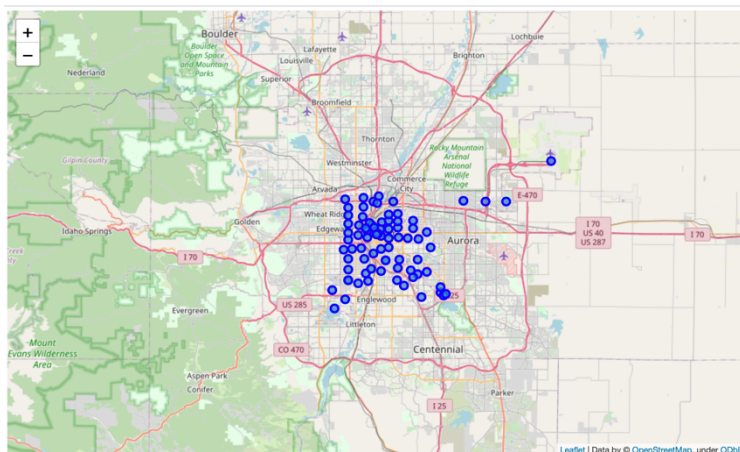 +
−
Boulder
Lafayette
Lochbuie
Boulder
Open Space
and Mountain
Parks
Louisville
Brighton
Nederland
Superior
Broomfield
Thornton
Rocky Mountain
Arsenal
National
Wildlife
Refuge
Gilpin County
Westminster
Commerce
City
Arvada
E-470
Golden
Wheat Rid
Idaho Springs
Edgew
Aurora
I 70
US 40
US 287
I 70
I 70
US 285
Englewood
25
Evergreen
Littleton
Mount
Evans Wilderness
Area
CO 470
Centennial
Aspen Park
Conifer
Parker
I 25
Leaflet | Data by © OpenStreetMap, under ODbL